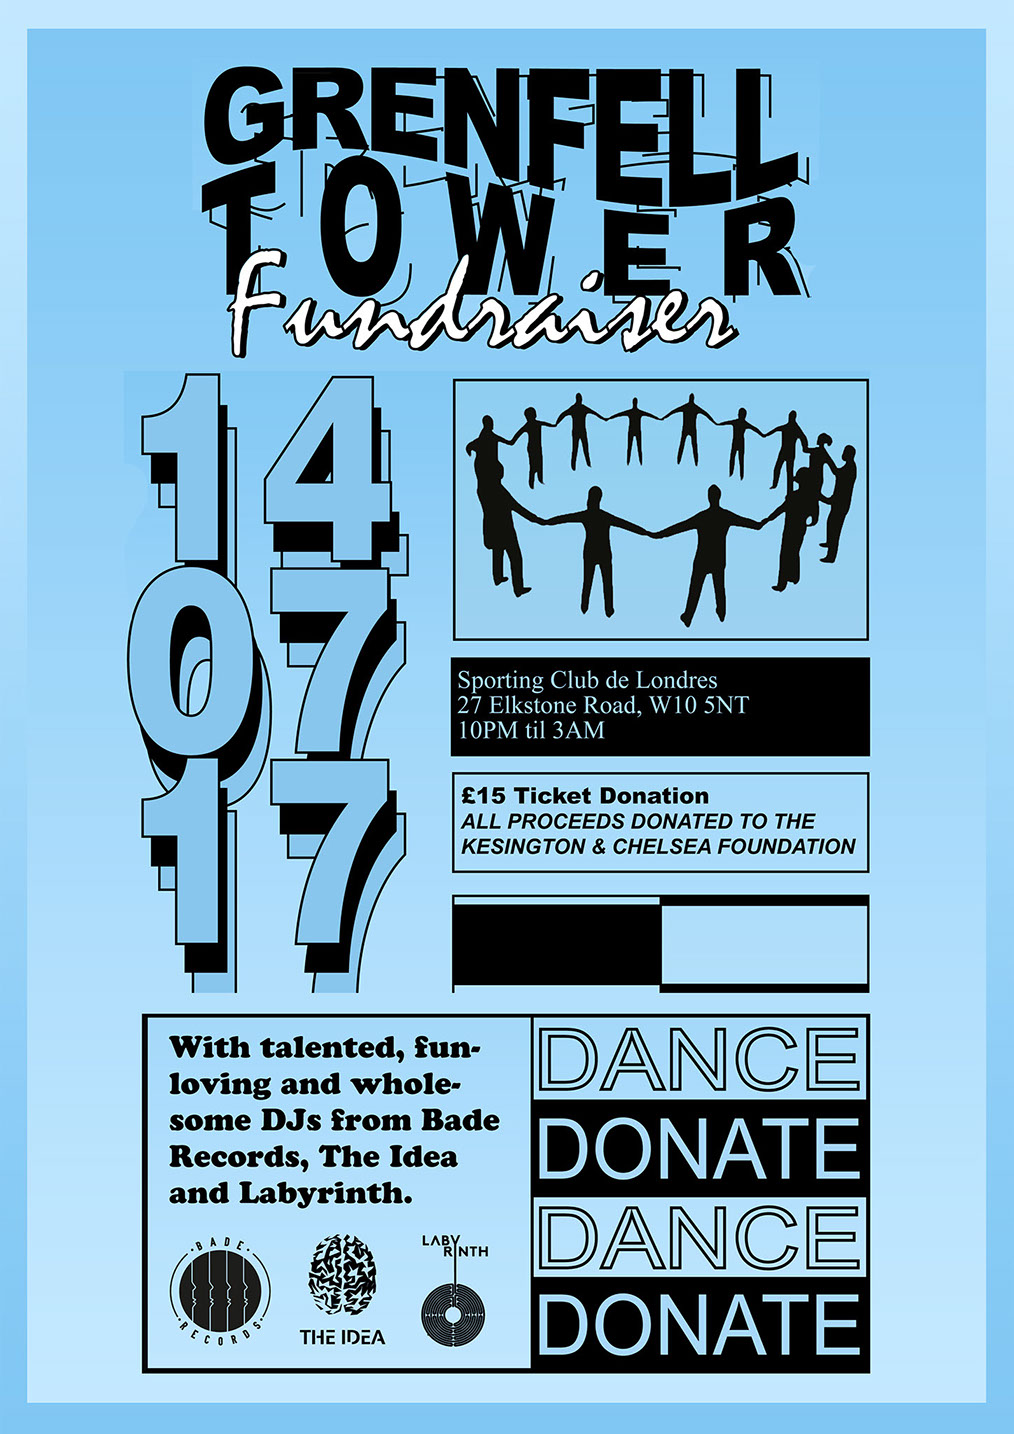 GRENFELL
TOWER
Fundraiser
14
07
17
Sporting Club de Londres
27 Elkstone Road, W10 5NT
10PM til 3AM
£15 Ticket Donation
ALL PROCEEDS DONATED TO THE
KESINGTON & CHELSEA FOUNDATION
With talented, fun-
loving and whole-
some DJs from Bade
Records, The Idea
and Labyrinth.
BADE
RECORDS
THE IDEA
LABY
RINTH
DANCE
DONATE
DANCE
DONATE